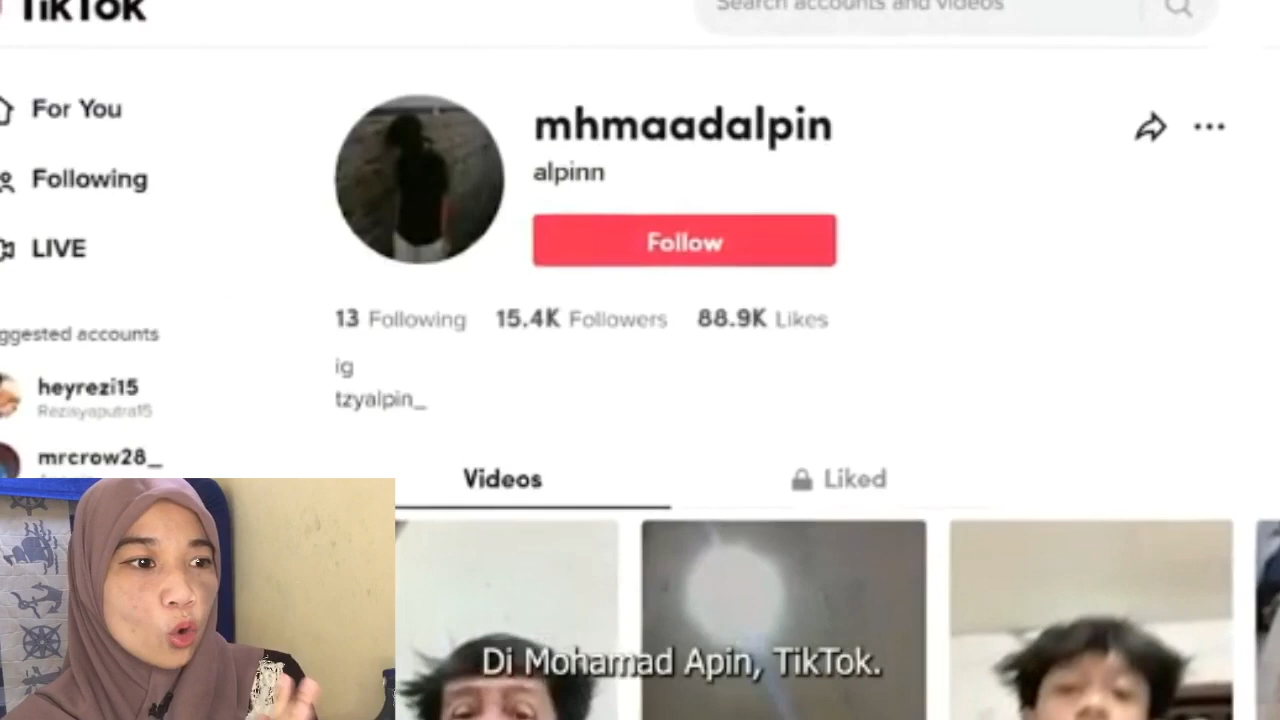 TikTok
Search accounts and videos
For You
Following
LIVE
mhmaadalpin
alpinn
Follow
13 Following 15.4K Followers 88.9K Likes
ig
tzyalpin_
ggested accounts
heyrezi15
Rezisyaputra15
mrcrow28_
Videos
Liked
Di Mohamad Apin, TikTok.